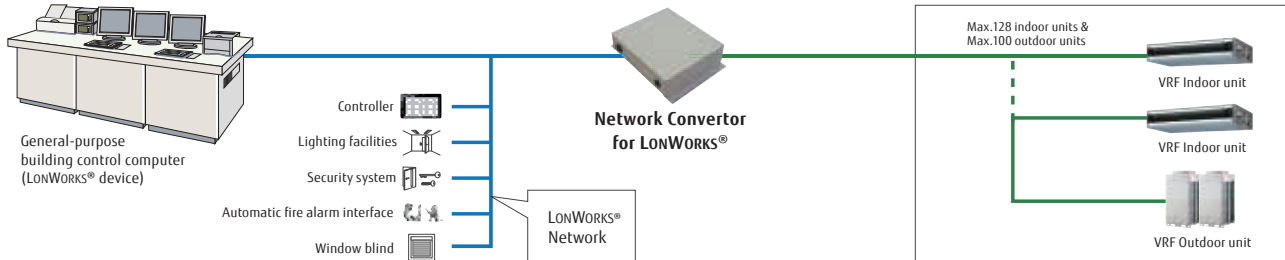 General-purpose
building control computer
(LONWORKS® device)
Controller
Lighting facilities
Security system
Automatic fire alarm interface
Window blind
LONWORKS®
Network
Network Convertor
for LONWORKS®
Max.128 indoor units &
Max.100 outdoor units
VRF Indoor unit
VRF Indoor unit
VRF Outdoor unit